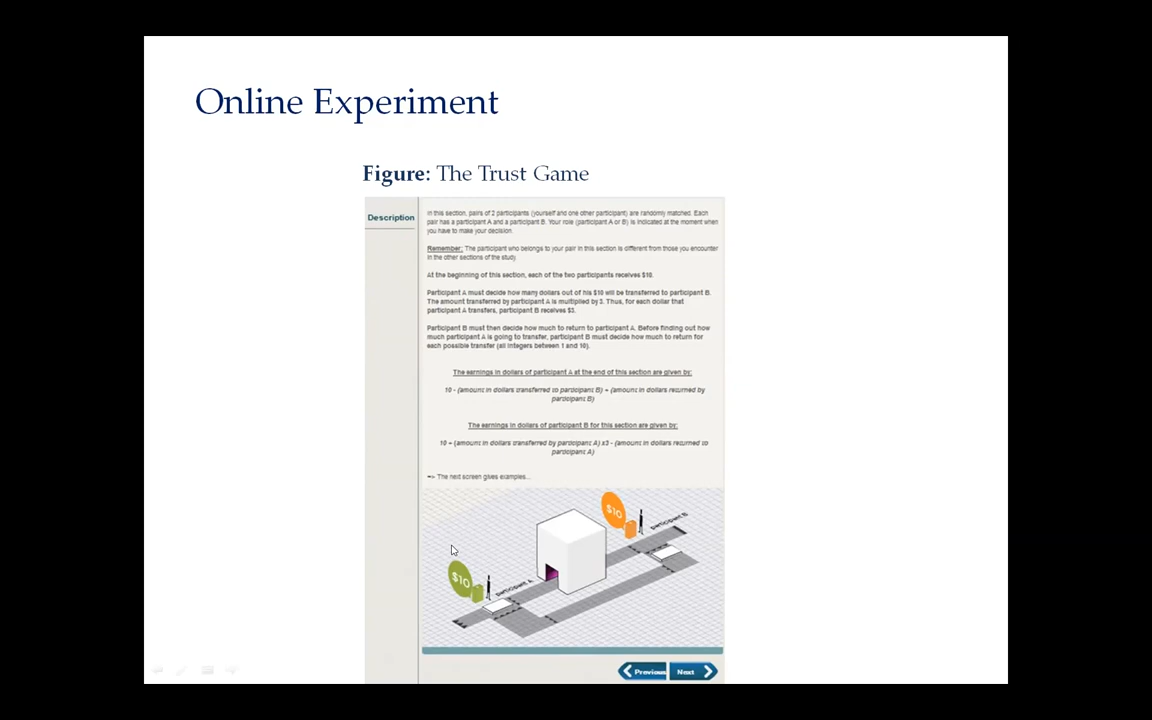 Online Experiment
Figure: The Trust Game
Description
In this section, pairs of 2 participants (yourself and one other participant) are randomly matched. Each
pair has a participant A and a participant B. Your role (participant A or B) is indicated at the moment when
you have to make your decision.
Remember: The participant who belongs to your pair in this section is different from those you encounter
in the other sections of the study.
At the beginning of this section, each of the two participants receives $10.
Participant A must decide how many dollars out of his $10 will be transferred to participant B.
The amount transferred by participant A is multiplied by 3. Thus, for each dollar that
participant A transfers, participant B receives $3.
Participant B must then decide how much to return to participant A. Before finding out how
much participant A is going to transfer, participant B must decide how much to return for
each possible transfer (all integers between 1 and 10).
The earnings in dollars of participant A at the end of this section are given by:
10 - (amount in dollars transferred to participant B) + (amount in dollars returned by
participant B)
The earnings in dollars of participant B for this section are given by:
10 + (amount in dollars transferred by participant A) x3 - (amount in dollars returned to
participant A)
=> The next screen gives examples...
$10
participant B
$10
participant A
Previous
Next